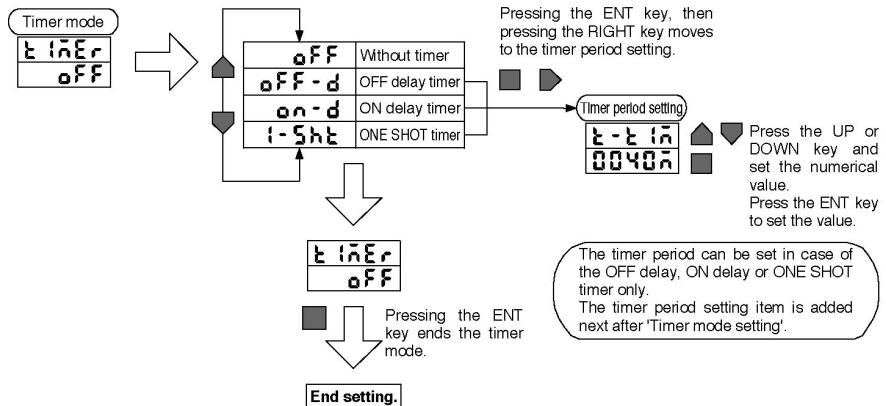 Timer mode
t iñEr
oFF
oFF Without timer
oFF-d OFF delay timer
on-d ON delay timer
1-Sht ONE SHOT timer
Pressing the ENT key, then
pressing the RIGHT key moves
to the timer period setting.
Timer period setting
t-t iñ
0040ñ
Press the UP or
DOWN key and
set the numerical
value.
Press the ENT key
to set the value.
t iñEr
oFF
Pressing the ENT
key ends the timer
mode.
End setting.
The timer period can be set in case of
the OFF delay, ON delay or ONE SHOT
timer only.
The timer period setting item is added
next after 'Timer mode setting'.